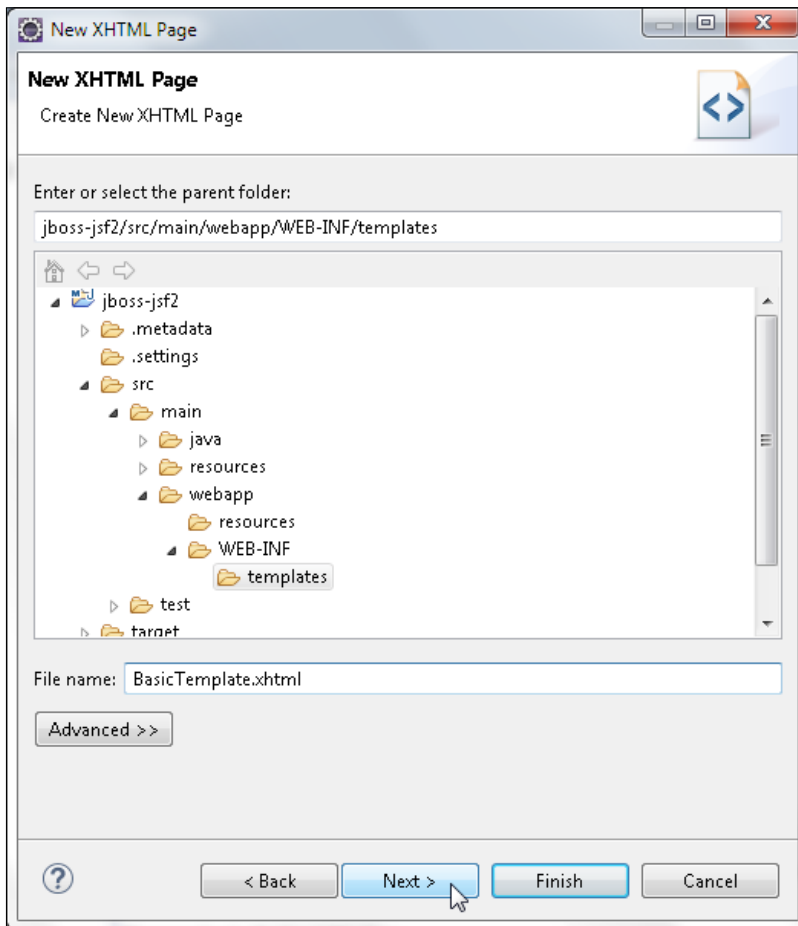 New XHTML Page
New XHTML Page
Create New XHTML Page
Enter or select the parent folder:
jboss-jsf2/src/main/webapp/WEB-INF/templates
jboss-jsf2
.metadata
.settings
src
main
java
resources
webapp
resources
WEB-INF
templates
test
target
File name: BasicTemplate.xhtml
Advanced >>
< Back Next > Finish Cancel